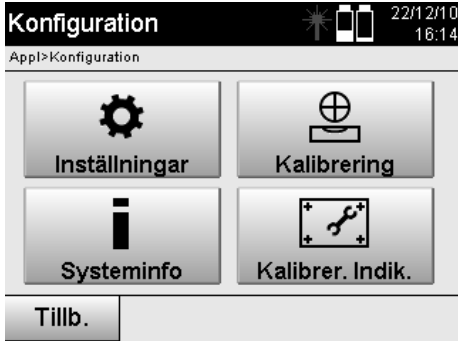 Konfiguration
22/12/10
16:14
Appl>Konfiguration
Inställningar
Kalibrering
Systeminfo
Kalibrer. Indik.
Tillb.